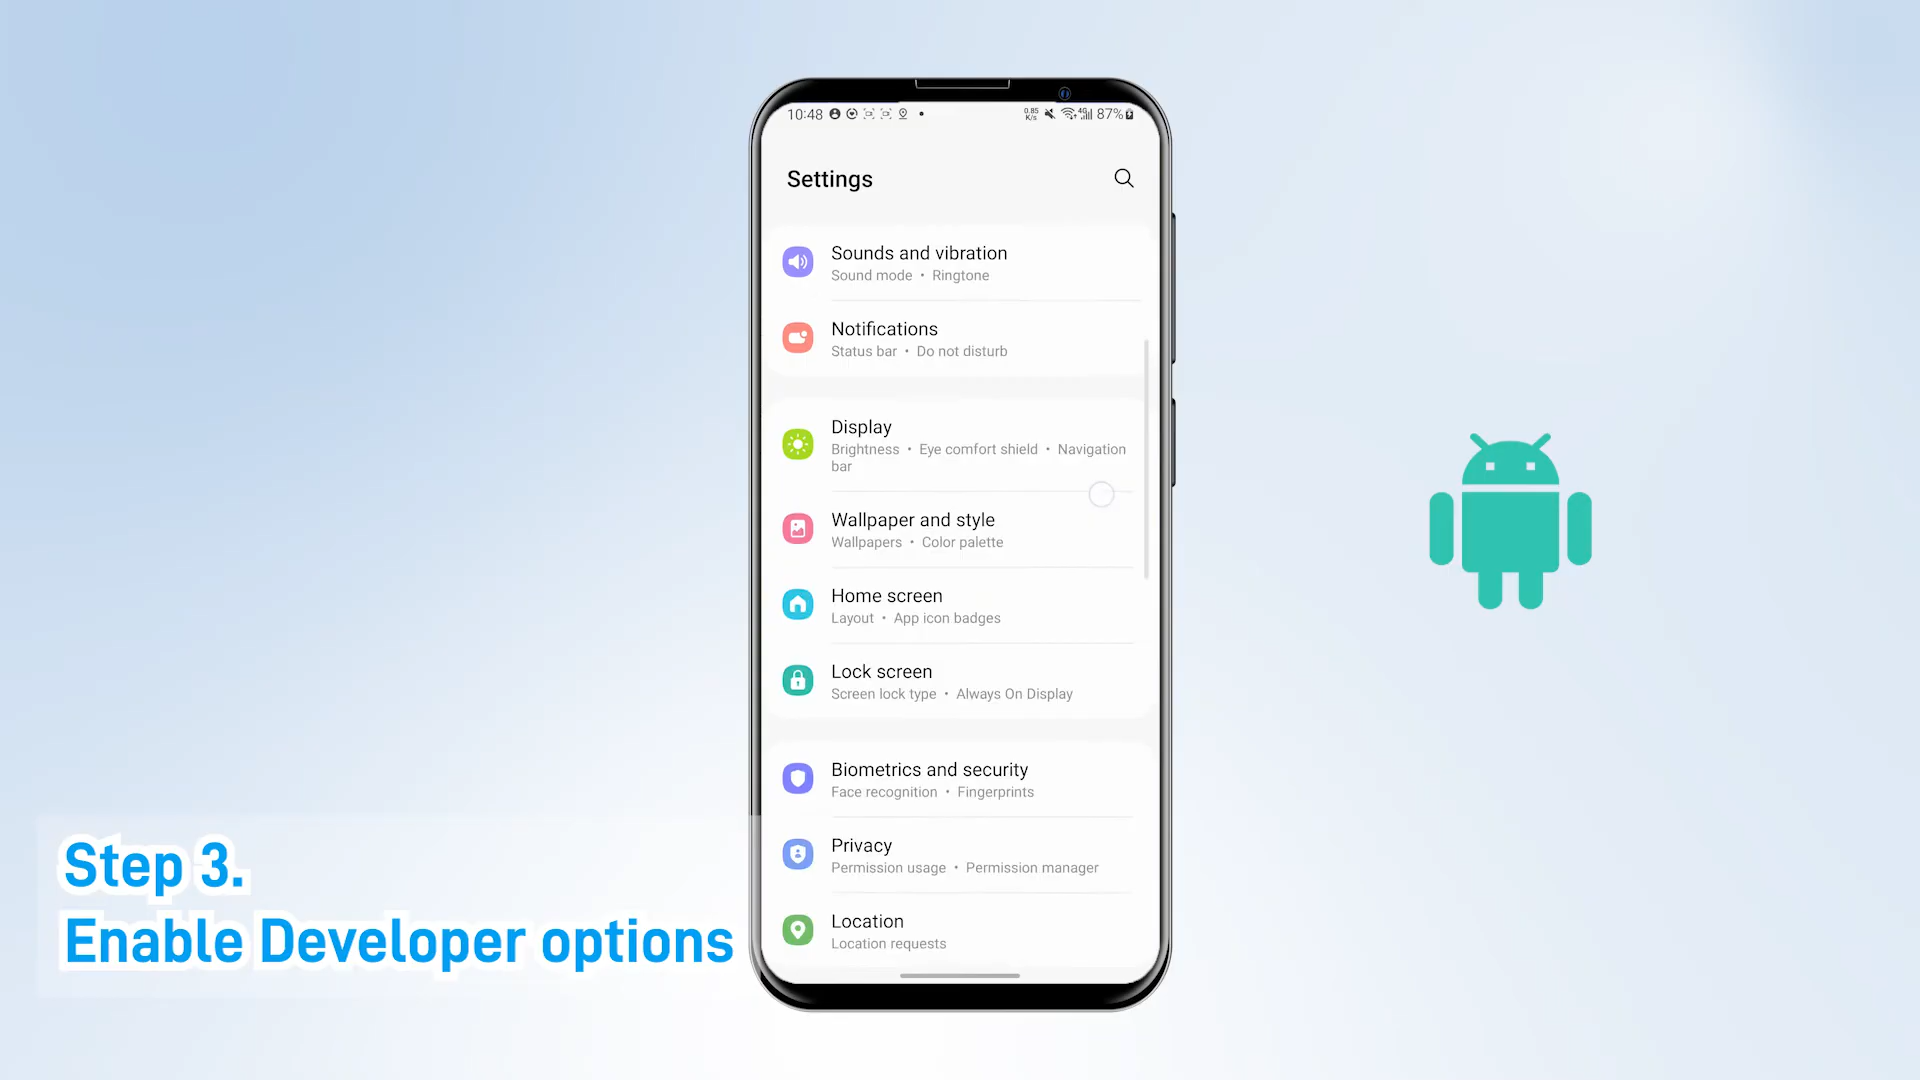 10:48
0.85 K/s 4G 87%
Settings
Sounds and vibration
Sound mode • Ringtone
Notifications
Status bar • Do not disturb
Display
Brightness • Eye comfort shield • Navigation
bar
Wallpaper and style
Wallpapers • Color palette
Home screen
Layout • App icon badges
Lock screen
Screen lock type • Always On Display
Biometrics and security
Face recognition • Fingerprints
Privacy
Permission usage • Permission manager
Location
Location requests
Step 3.
Enable Developer options